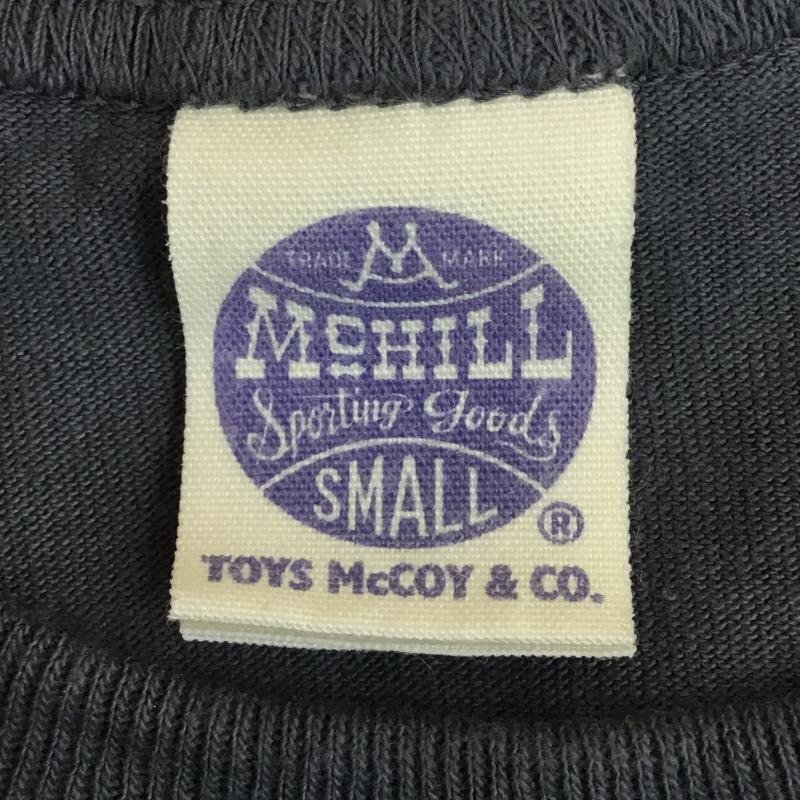 TRADE M MARK
McHILL
Sporting Goods
SMALL
®
TOYS McCOY & CO.